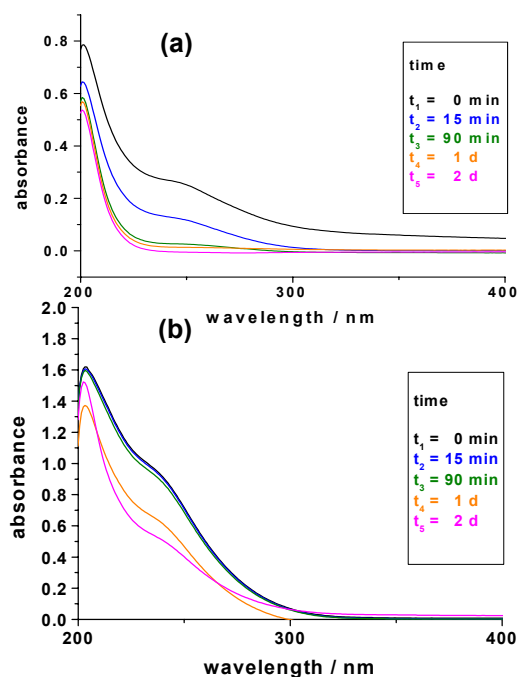 (a)
0.8
0.6
0.4
0.2
0.0
absorbance
200 300 400
wavelength / nm
time
t1 = 0 min
t2 = 15 min
t3 = 90 min
t4 = 1 d
t5 = 2 d
(b)
2.0
1.8
1.6
1.4
1.2
1.0
0.8
0.6
0.4
0.2
0.0
absorbance
200 300 400
wavelength / nm
time
t1 = 0 min
t2 = 15 min
t3 = 90 min
t4 = 1 d
t5 = 2 d